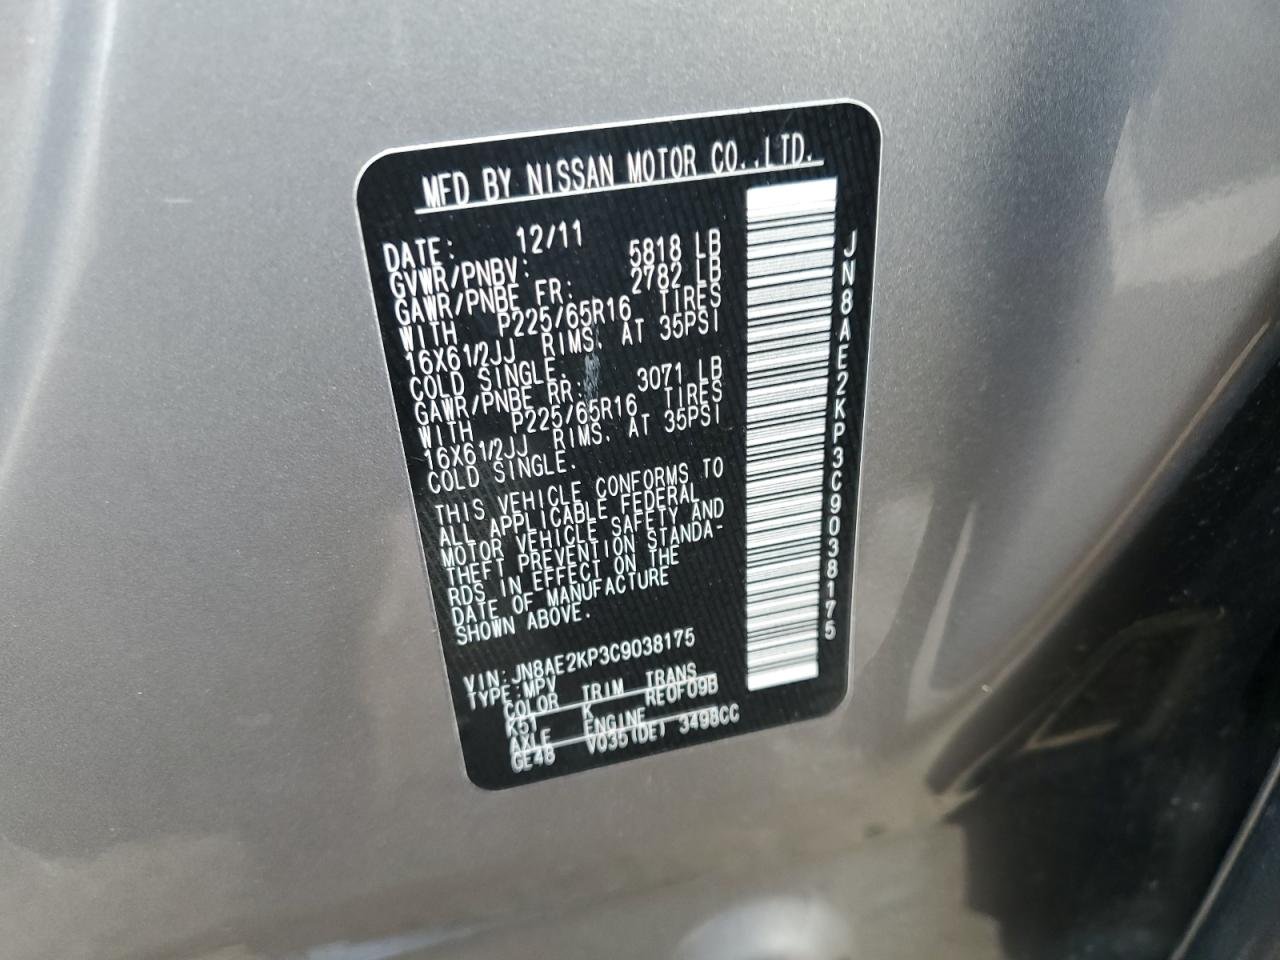 MFD BY NISSAN MOTOR CO.,LTD.
DATE: 12/11
GVWR/PNBV: 5818 LB
GAWR/PNBE FR: 2782 LB
WITH P225/65R16 TIRES
16X61/2JJ RIMS. AT 35PSI
COLD SINGLE.
GAWR/PNBE RR: 3071 LB
WITH P225/65R16 TIRES
16X61/2JJ RIMS. AT 35PSI
COLD SINGLE.
THIS VEHICLE CONFORMS TO
ALL APPLICABLE FEDERAL
MOTOR VEHICLE SAFETY AND
THEFT PREVENTION STANDA-
RDS IN EFFECT ON THE
DATE OF MANUFACTURE
SHOWN ABOVE.
VIN:JN8AE2KP3C9038175
TYPE:MPV
COLOR TRIM TRANS
K51 K RE0F09B
AXLE ENGINE
GE48 VQ35(DE) 3498CC
JN8AE2KP3C9038175